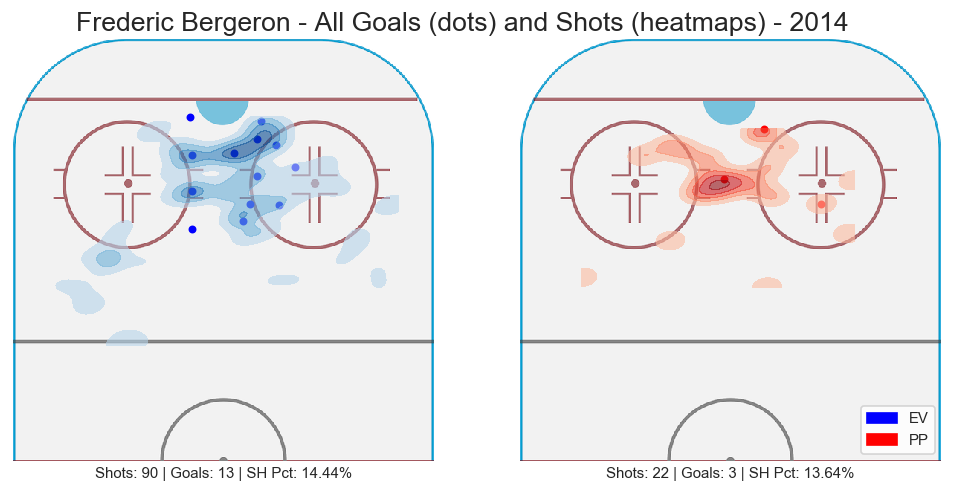 Frederic Bergeron - All Goals (dots) and Shots (heatmaps) - 2014
EV
PP
Shots: 90 | Goals: 13 | SH Pct: 14.44%
Shots: 22 | Goals: 3 | SH Pct: 13.64%